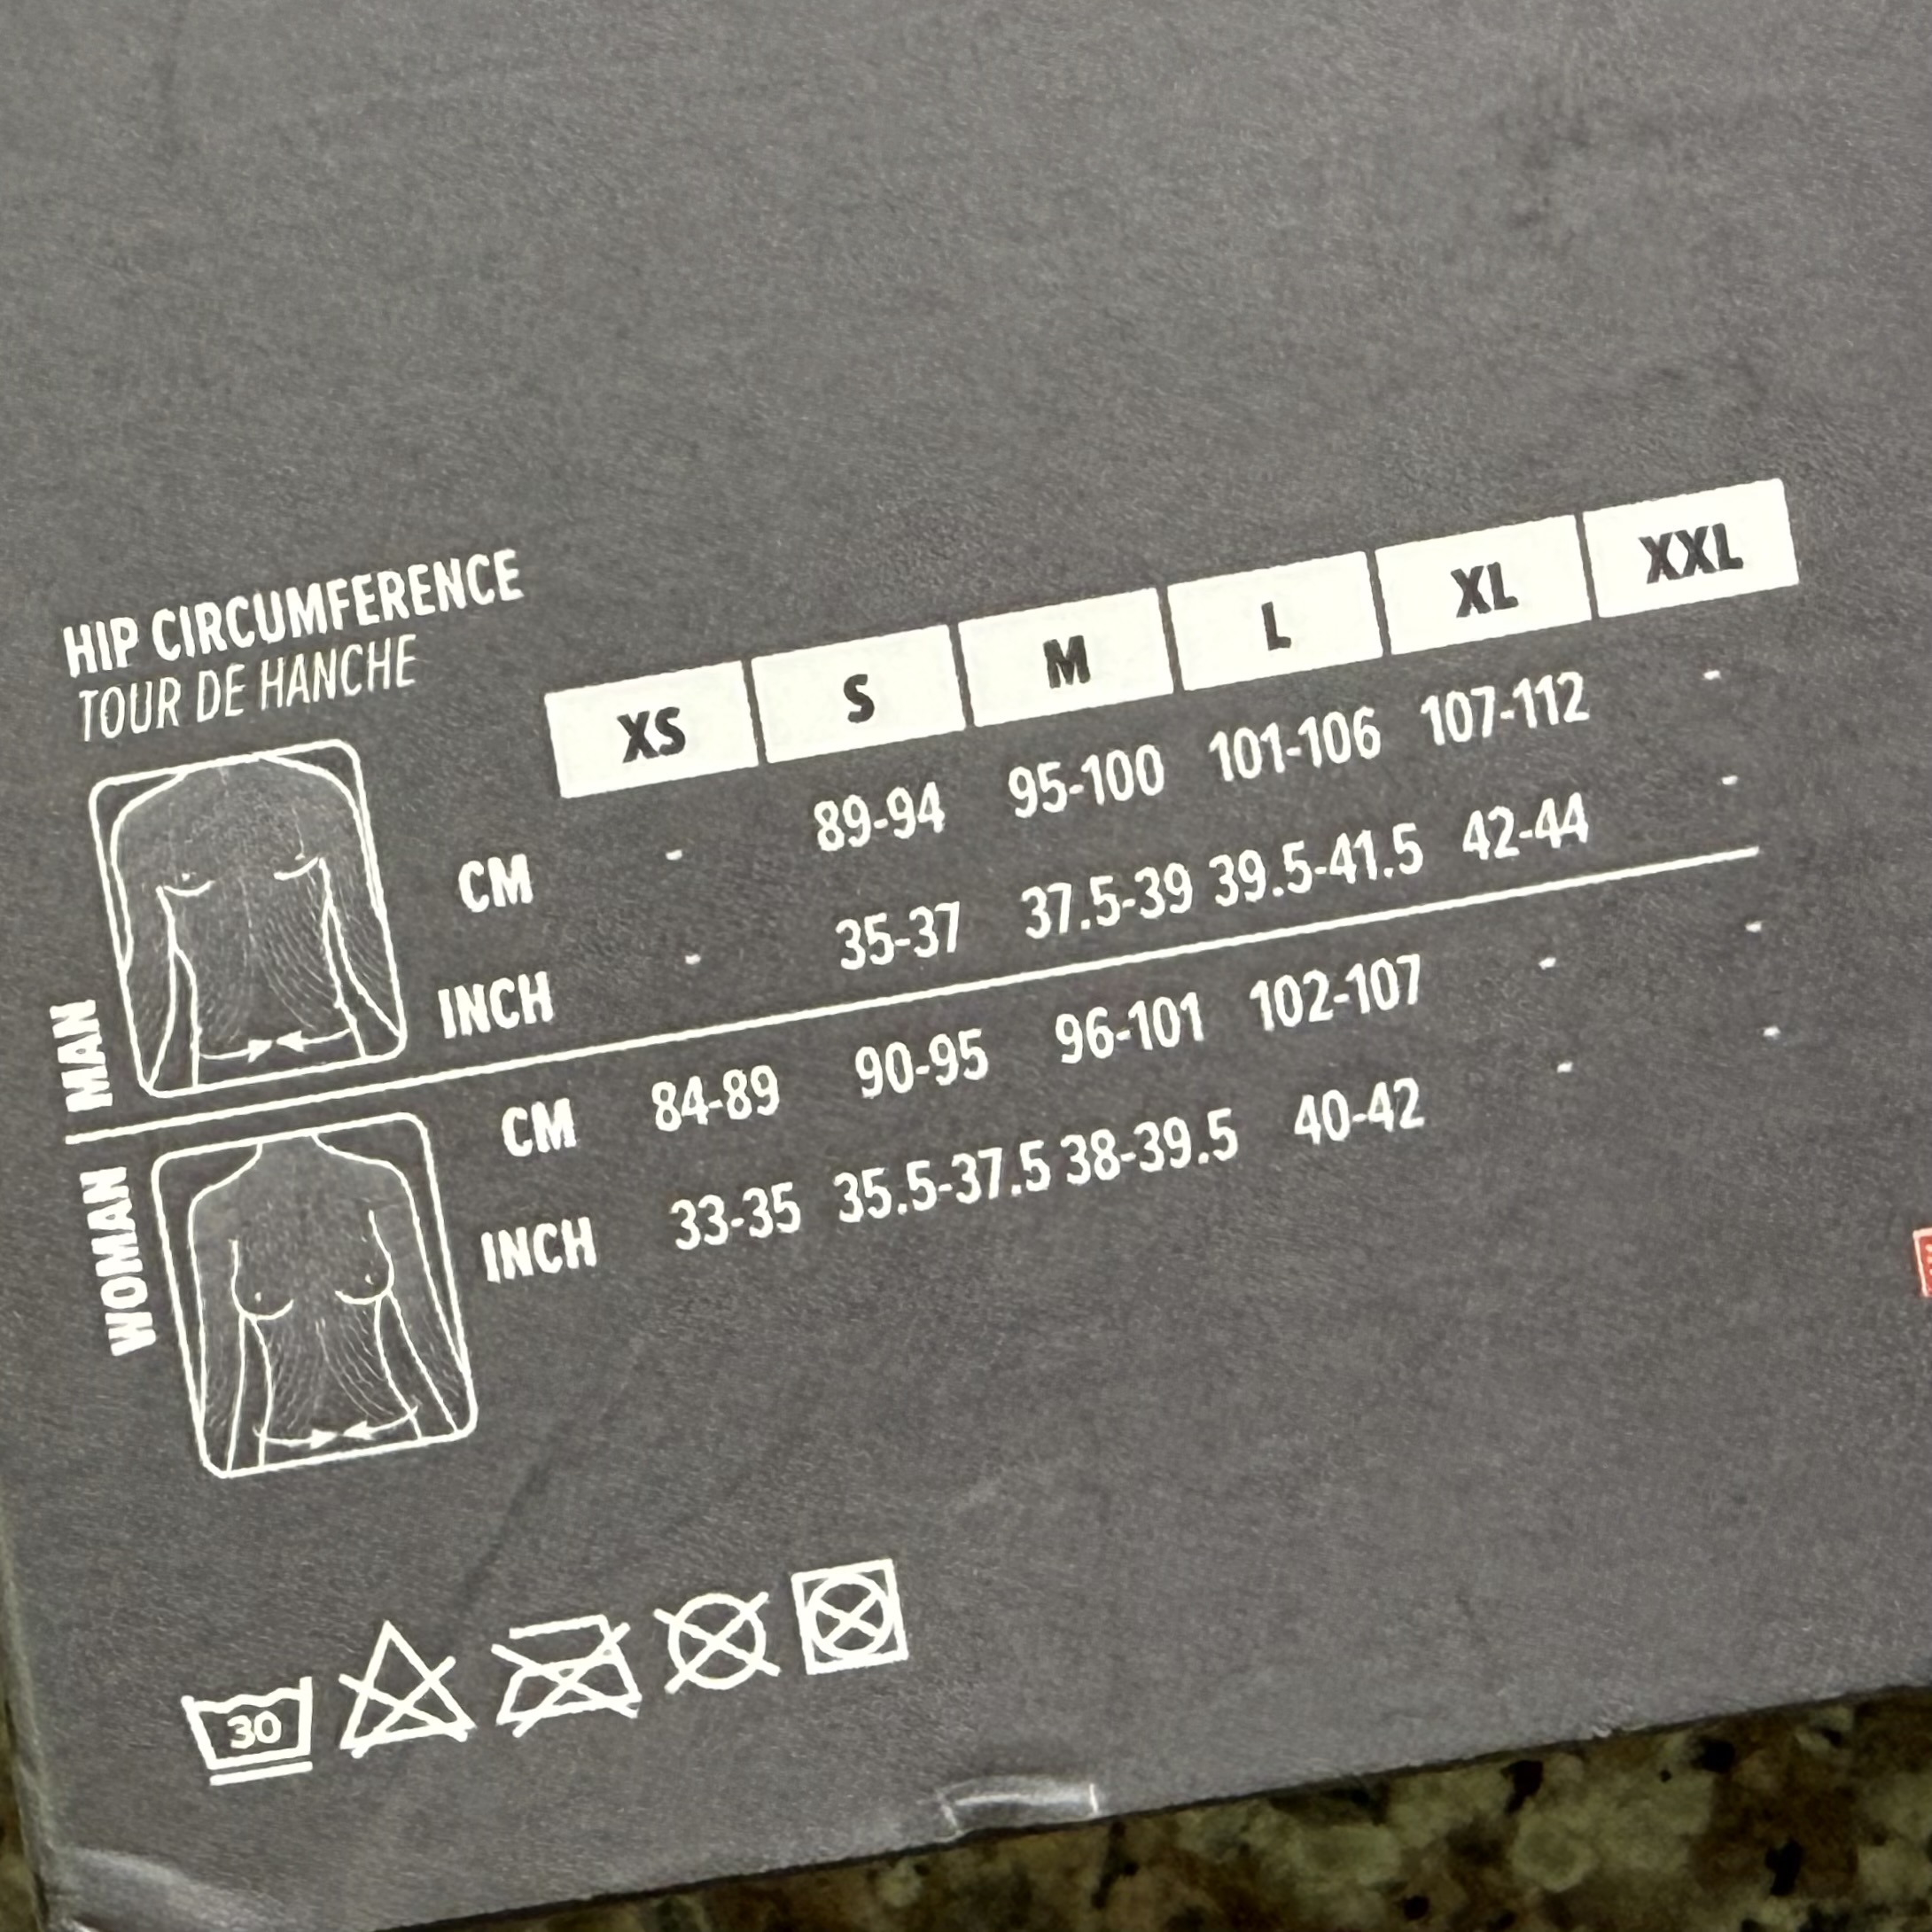 HIP CIRCUMFERENCE
TOUR DE HANCHE
XS S M L XL XXL
MAN
CM - 89-94 95-100 101-106 107-112 -
INCH - 35-37 37.5-39 39.5-41.5 42-44 -
WOMAN
CM 84-89 90-95 96-101 102-107 - -
INCH 33-35 35.5-37.5 38-39.5 40-42 - -
30